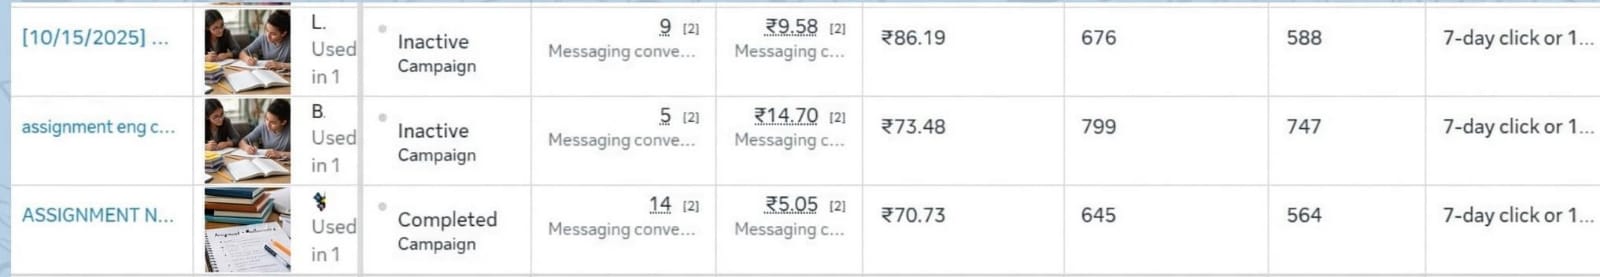 [10/15/2025] ...
L.
Used
in 1
Inactive
Campaign
9 [2]
Messaging conve...
₹9.58 [2]
Messaging c...
₹86.19
676
588
7-day click or 1...
assignment eng c...
B.
Used
in 1
Inactive
Campaign
5 [2]
Messaging conve...
₹14.70 [2]
Messaging c...
₹73.48
799
747
7-day click or 1...
ASSIGNMENT N...
Used
in 1
Completed
Campaign
14 [2]
Messaging conve...
₹5.05 [2]
Messaging c...
₹70.73
645
564
7-day click or 1...